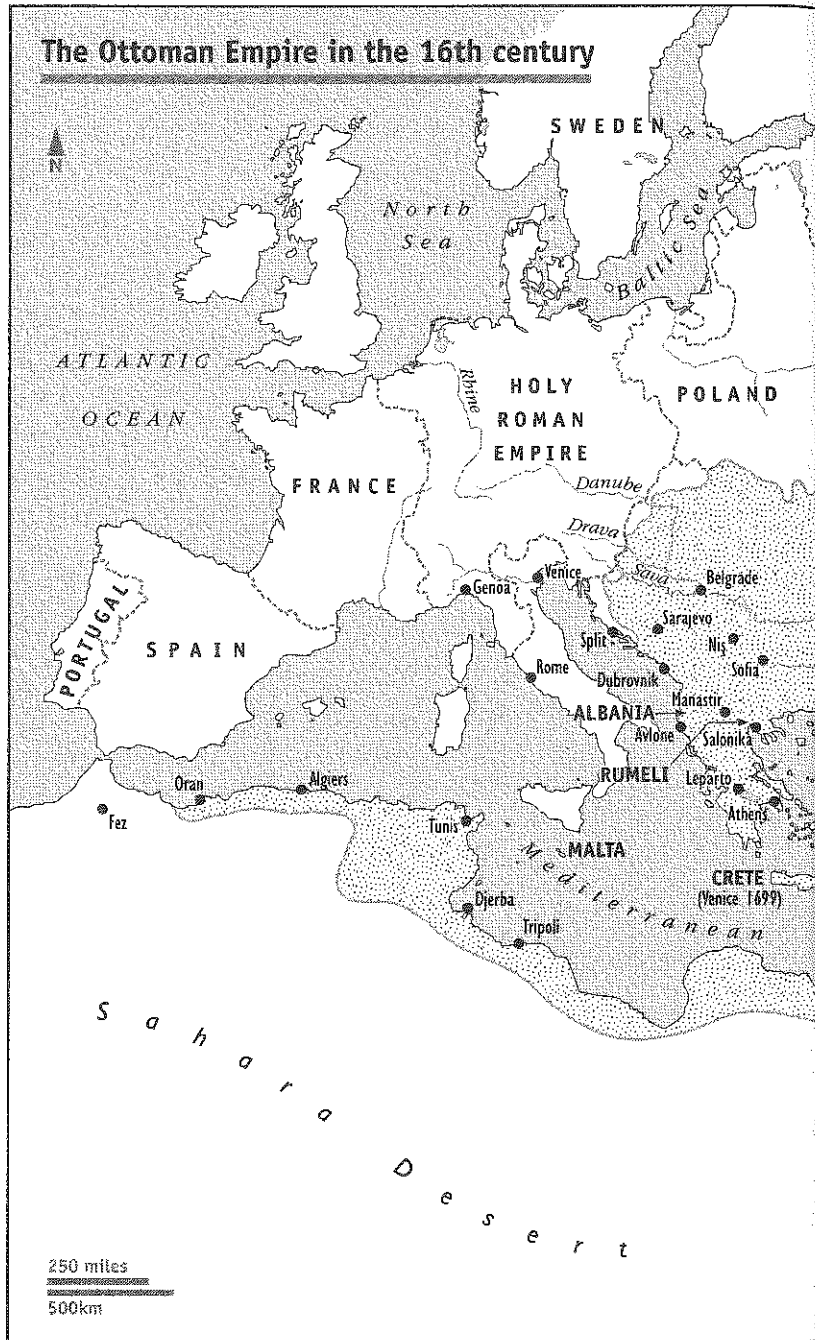 The Ottoman Empire in the 16th century
N
SWEDEN
North
Sea
Baltic Sea
ATLANTIC
OCEAN
Rhine
HOLY
ROMAN
EMPIRE
POLAND
FRANCE
Danube
Drava
Sava
Venice
Genoa
Belgrade
PORTUGAL
SPAIN
Sarajevo
Split
Niş
Sofia
Rome
Dubrovnik
Manastir
ALBANIA
Avlone
Salonika
RUMELI
Leparto
Athens
Oran
Algiers
Fez
Tunis
MALTA
Mediterranean
CRETE
(Venice 1699)
Djerba
Tripoli
Sahara Desert
250 miles
500km